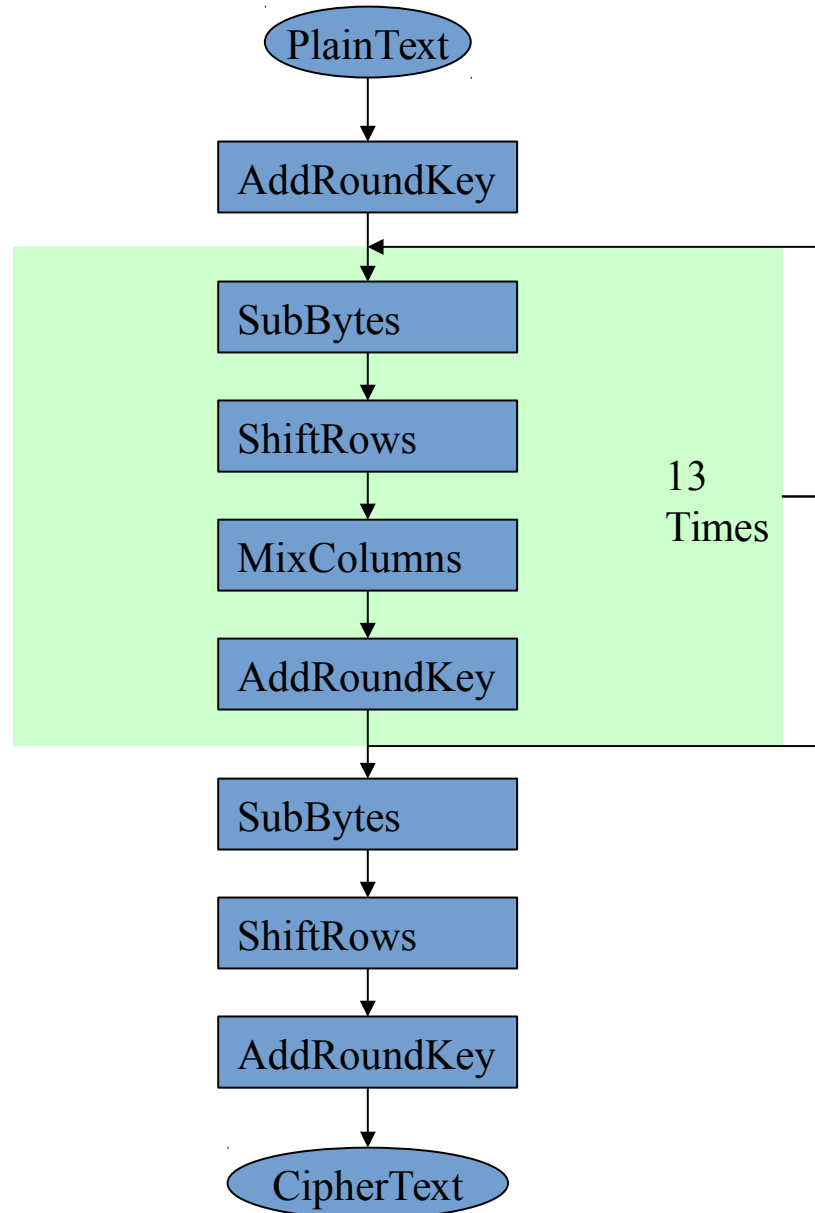 PlainText
AddRoundKey
SubBytes
ShiftRows
MixColumns
AddRoundKey
13
Times
SubBytes
ShiftRows
AddRoundKey
CipherText